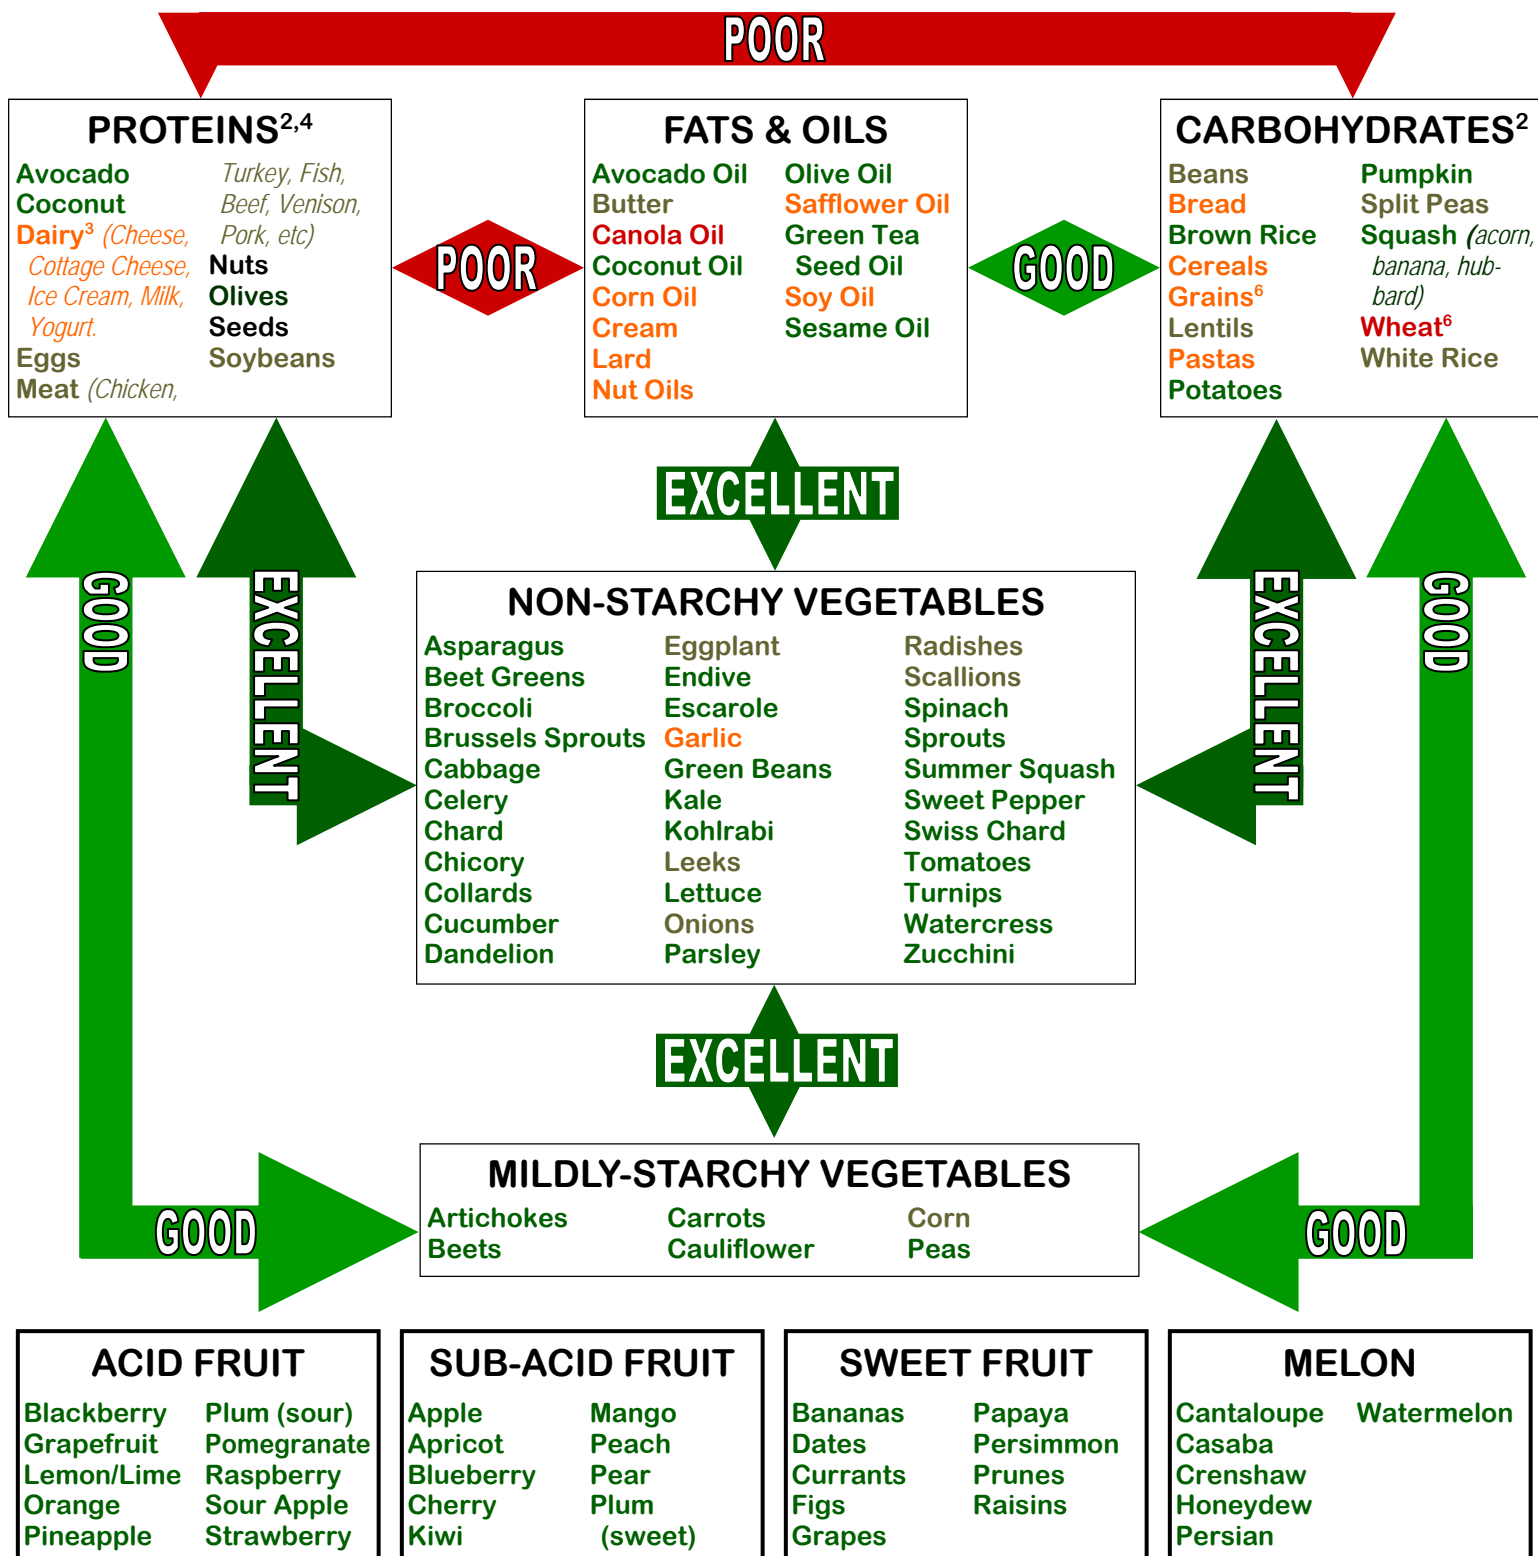 POOR
PROTEINS2,4
Avocado
Coconut
Dairy3 (Cheese,
Cottage Cheese,
Ice Cream, Milk,
Yogurt.
Eggs
Meat (Chicken,
Turkey, Fish,
Beef, Venison,
Pork, etc)
Nuts
Olives
Seeds
Soybeans
POOR
FATS & OILS
Avocado Oil
Butter
Canola Oil
Coconut Oil
Corn Oil
Cream
Lard
Nut Oils
Olive Oil
Safflower Oil
Green Tea
Seed Oil
Soy Oil
Sesame Oil
GOOD
CARBOHYDRATES2
Beans
Bread
Brown Rice
Cereals
Grains6
Lentils
Pastas
Potatoes
Pumpkin
Split Peas
Squash (acorn,
banana, hub-
bard)
Wheat6
White Rice
GOOD
EXCELLENT
EXCELLENT
EXCELLENT
GOOD
NON-STARCHY VEGETABLES
Asparagus
Beet Greens
Broccoli
Brussels Sprouts
Cabbage
Celery
Chard
Chicory
Collards
Cucumber
Dandelion
Eggplant
Endive
Escarole
Garlic
Green Beans
Kale
Kohlrabi
Leeks
Lettuce
Onions
Parsley
Radishes
Scallions
Spinach
Sprouts
Summer Squash
Sweet Pepper
Swiss Chard
Tomatoes
Turnips
Watercress
Zucchini
EXCELLENT
GOOD
MILDLY-STARCHY VEGETABLES
Artichokes
Beets
Carrots
Cauliflower
Corn
Peas
GOOD
ACID FRUIT
Blackberry
Grapefruit
Lemon/Lime
Orange
Pineapple
Plum (sour)
Pomegranate
Raspberry
Sour Apple
Strawberry
SUB-ACID FRUIT
Apple
Apricot
Blueberry
Cherry
Kiwi
Mango
Peach
Pear
Plum
(sweet)
SWEET FRUIT
Bananas
Dates
Currants
Figs
Grapes
Papaya
Persimmon
Prunes
Raisins
MELON
Cantaloupe
Casaba
Crenshaw
Honeydew
Persian
Watermelon